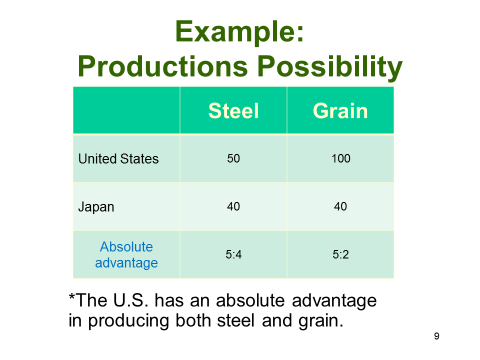 Example:
Productions Possibility
Steel Grain
United States 50 100
Japan 40 40
Absolute
advantage 5:4 5:2
*The U.S. has an absolute advantage
in producing both steel and grain.
9